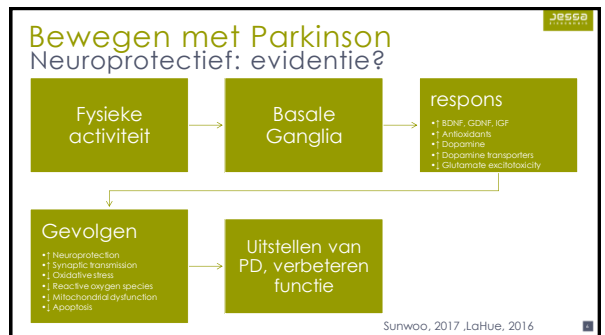 Jessa
ZIEKENHUIS
Bewegen met Parkinson
Neuroprotectief: evidentie?
Fysieke
activiteit
Basale
Ganglia
respons
•↑ BDNF, GDNF, IGF
•↑ Antioxidants
•↑ Dopamine
•↑ Dopamine transporters
•↓ Glutamate excitotoxicity
Gevolgen
•↑ Neuroprotection
•↑ Synaptic transmission
•↓ Oxidative stress
•↓ Reactive oxygen species
•↓ Mitochondrial dysfunction
•↓ Apoptosis
Uitstellen van
PD, verbeteren
functie
Sunwoo, 2017 ,LaHue, 2016